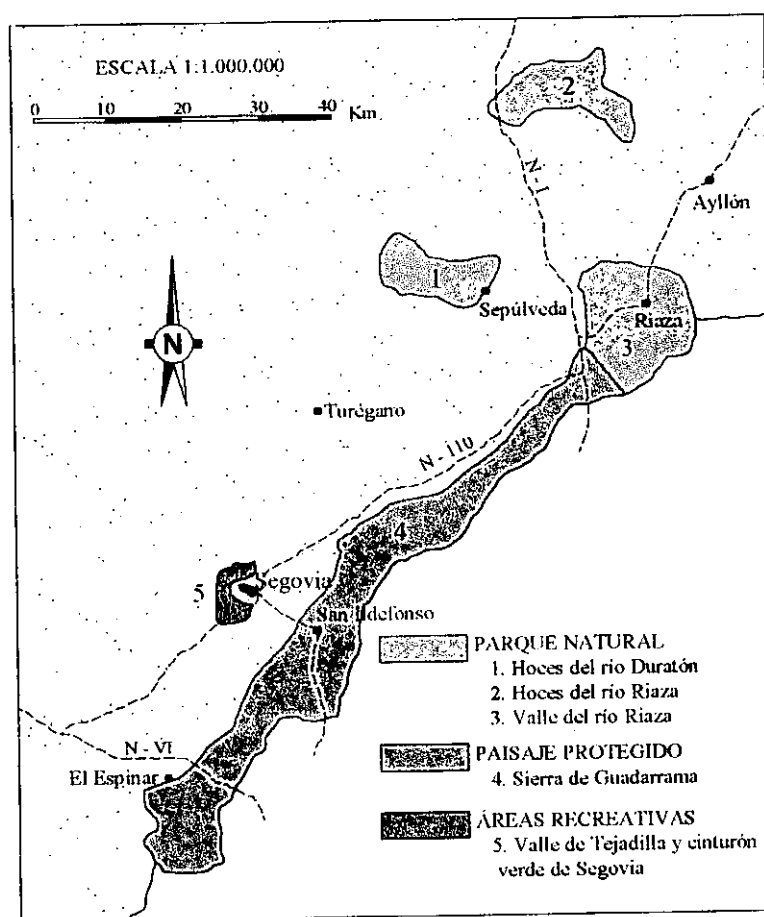 ESCALA 1:1.000.000
0 10 20 30 40 Km
2
N-I
Ayllón
1
Sepúlveda
Riaza
3
N
Turégano
N - 110
4
5
Segovia
San Ildefonso
N - VI
El Espinar
PARQUE NATURAL
1. Hoces del río Duratón
2. Hoces del río Riaza
3. Valle del río Riaza
PAISAJE PROTEGIDO
4. Sierra de Guadarrama
ÁREAS RECREATIVAS
5. Valle de Tejadilla y cinturón
verde de Segovia